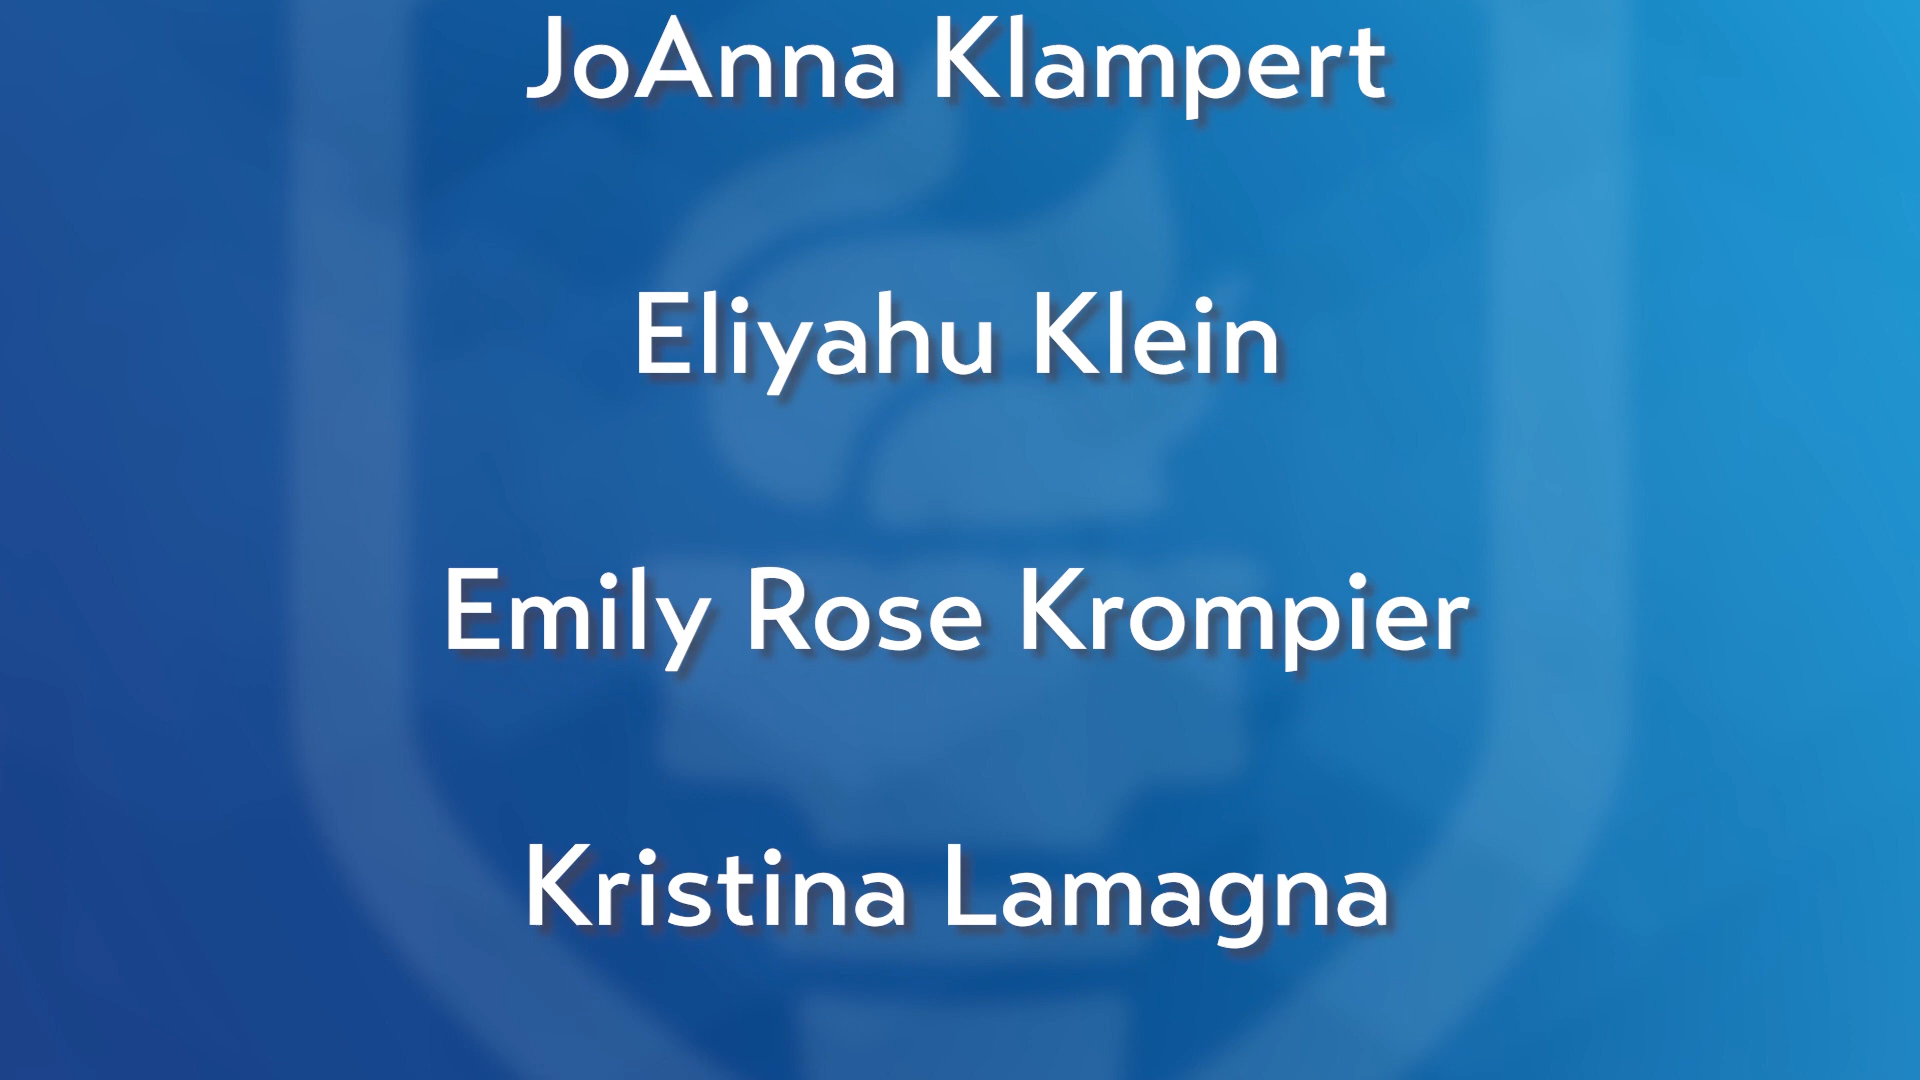 JoAnna Klampert
Eliyahu Klein
Emily Rose Krompier
Kristina Lamagna